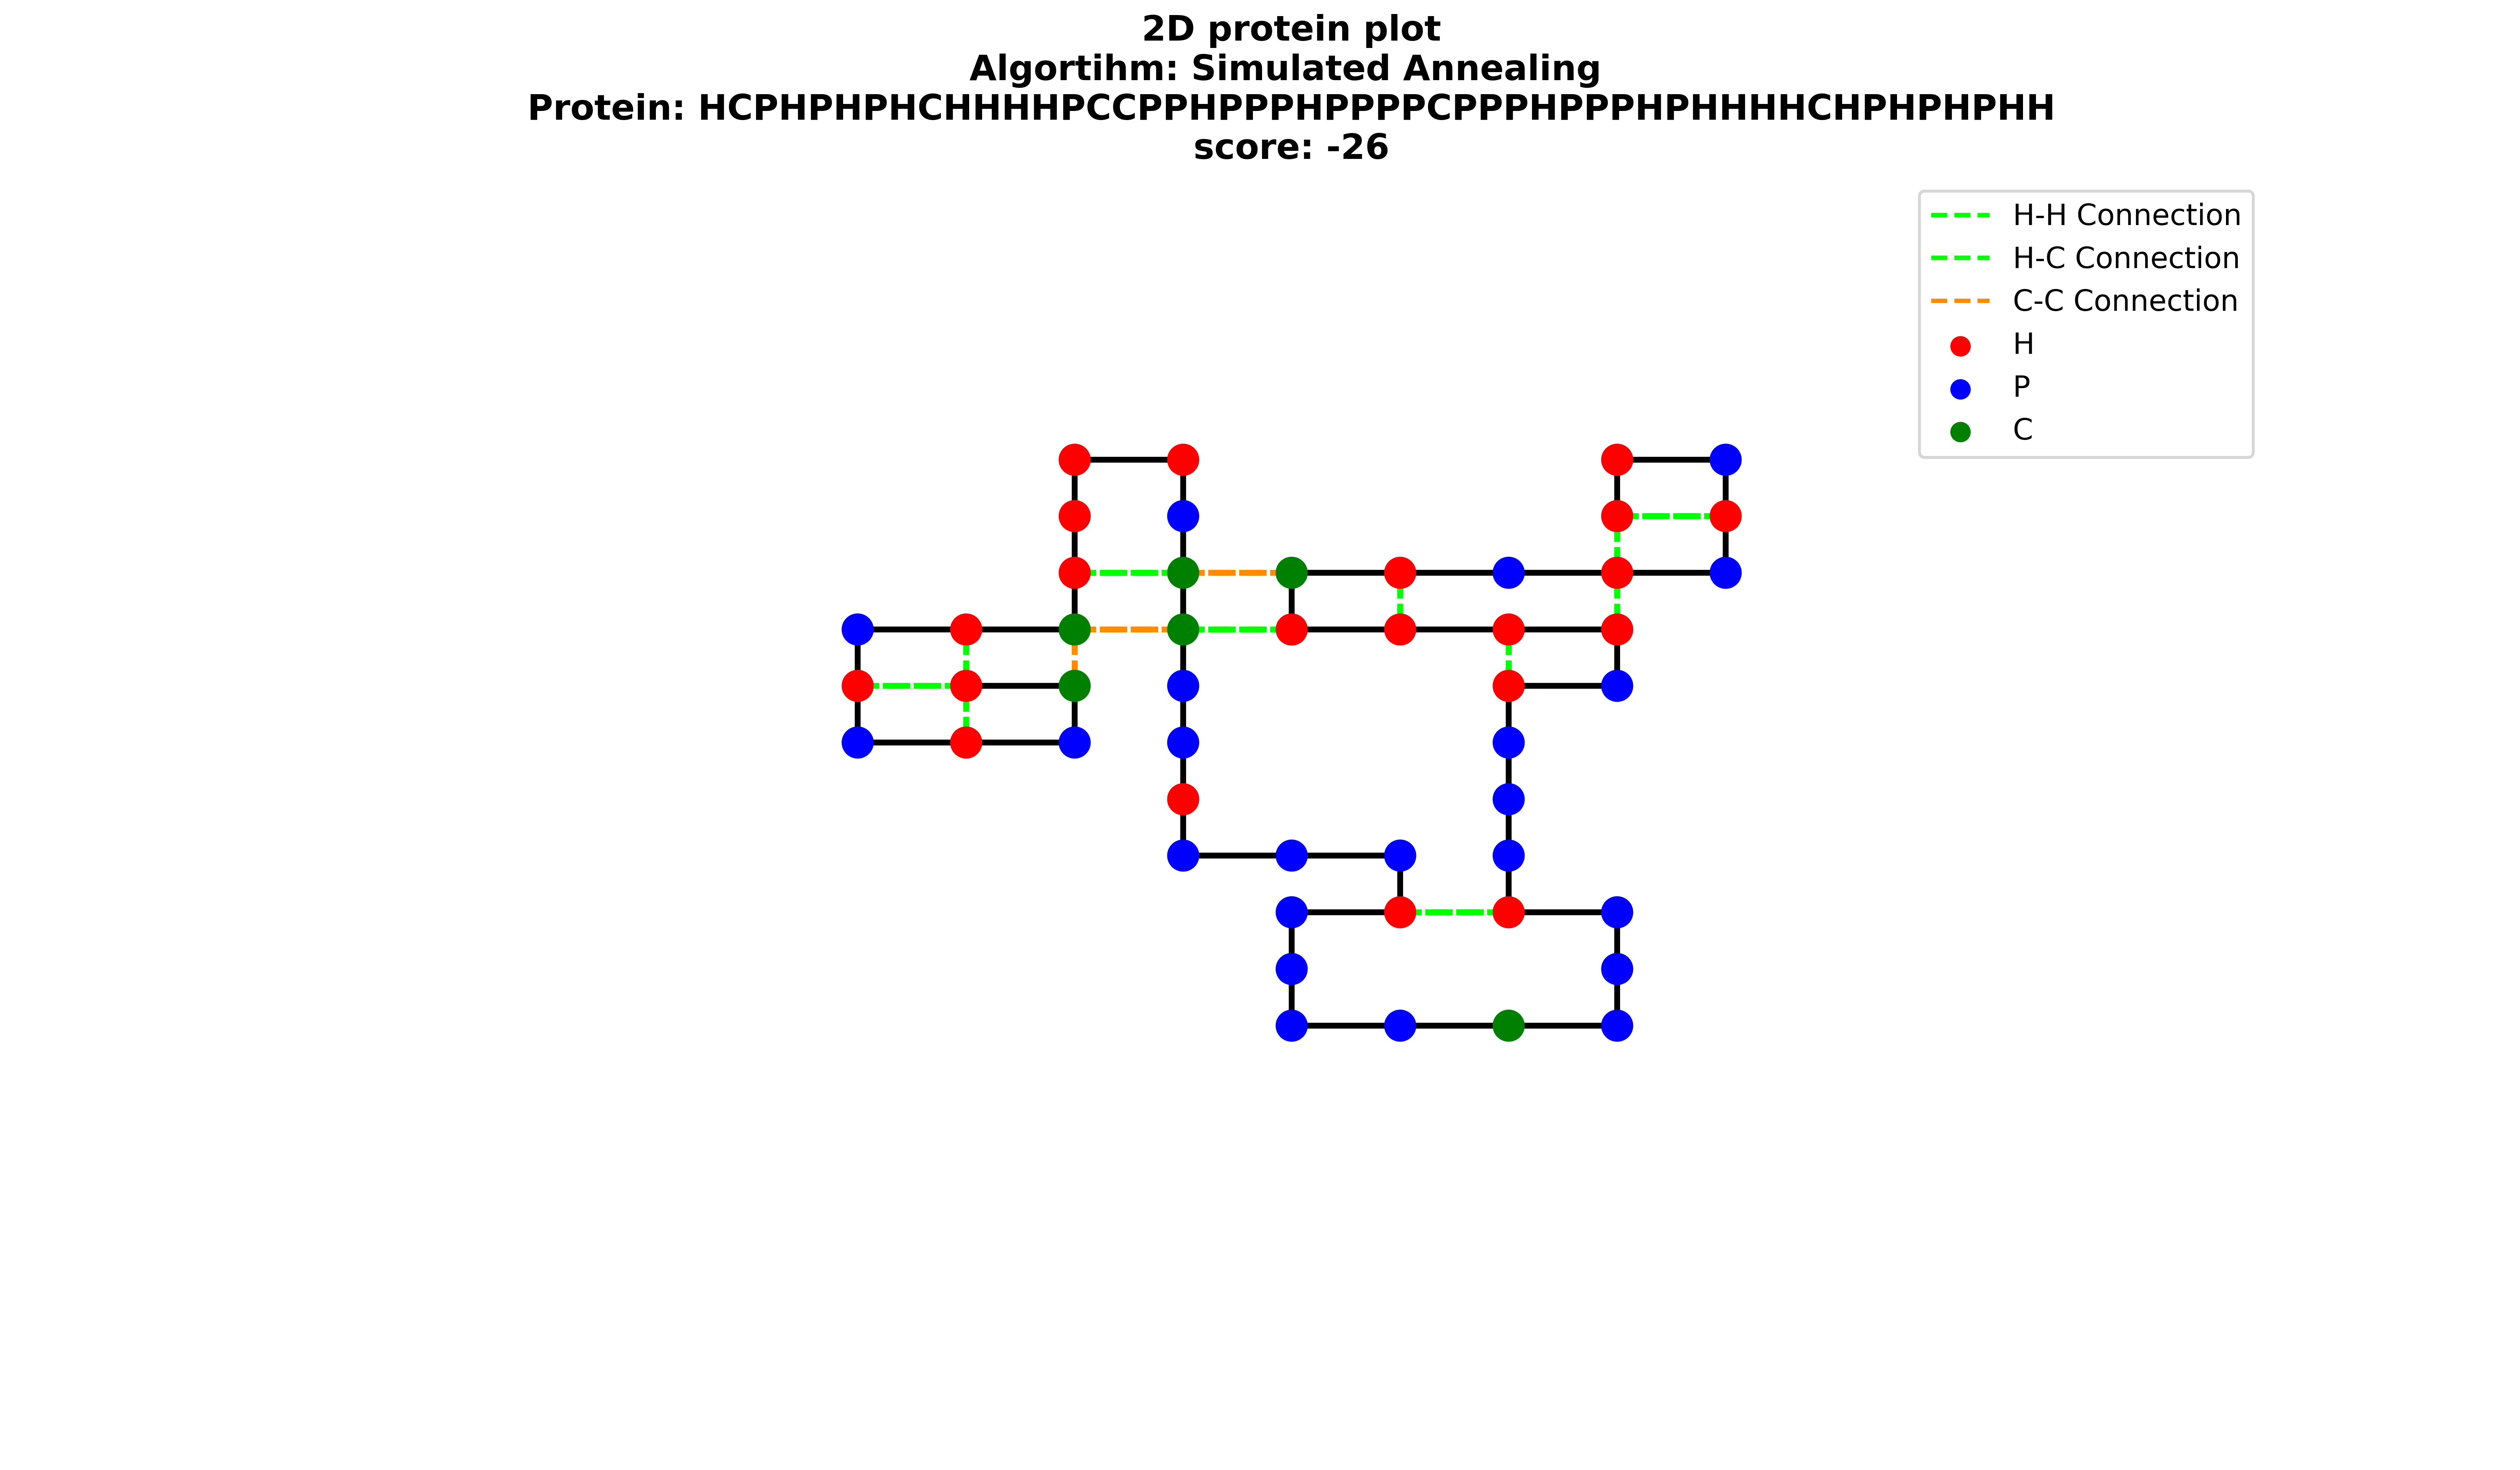 2D protein plot
Algortihm: Simulated Annealing
Protein: HCPHPHPHCHHHHPCCPPHPPPHPPPPCPPPHPPPHPHHHHCHPHPHPHH
score: -26
H-H Connection
H-C Connection
C-C Connection
H
P
C